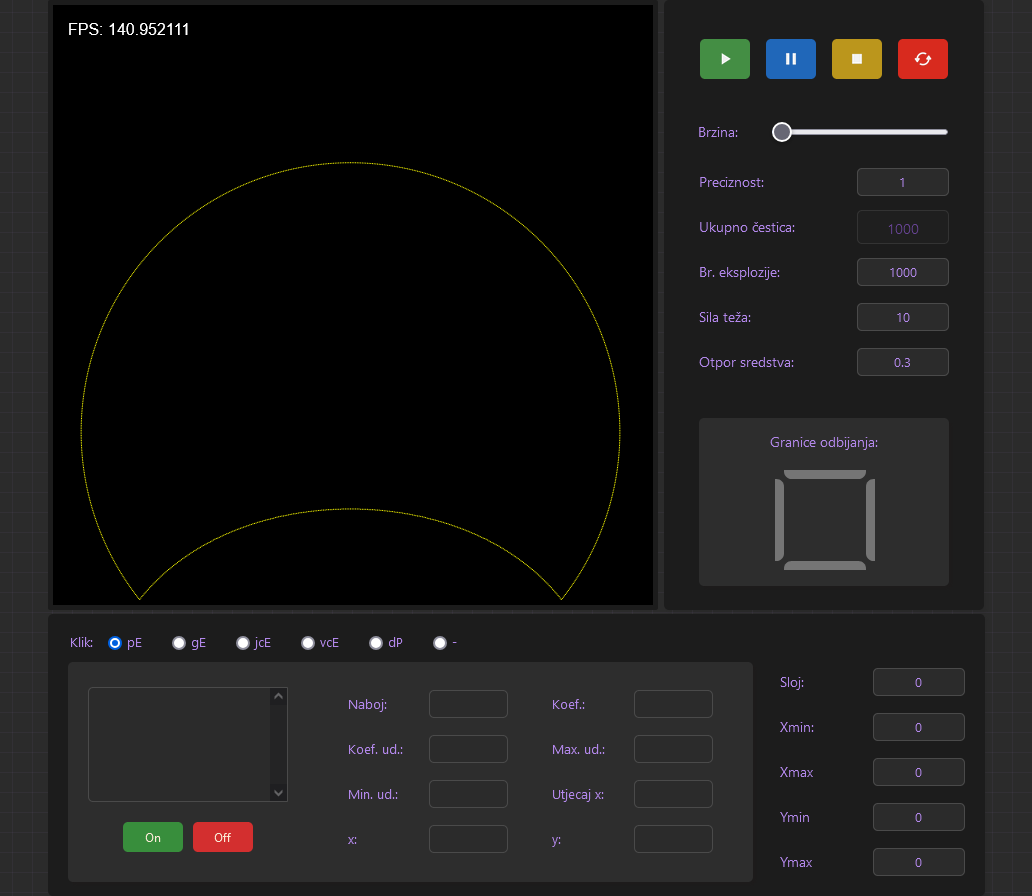 FPS: 140.952111
Brzina:
Preciznost: 1
Ukupno čestica: 1000
Br. eksplozije: 1000
Sila teža: 10
Otpor sredstva: 0.3
Granice odbijanja:
Klik: pE gE jcE vcE dP -
Naboj: Koef.:
Koef. ud.: Max. ud.:
Min. ud.: Utjecaj x:
x: y:
On Off
Sloj: 0
Xmin: 0
Xmax 0
Ymin 0
Ymax 0